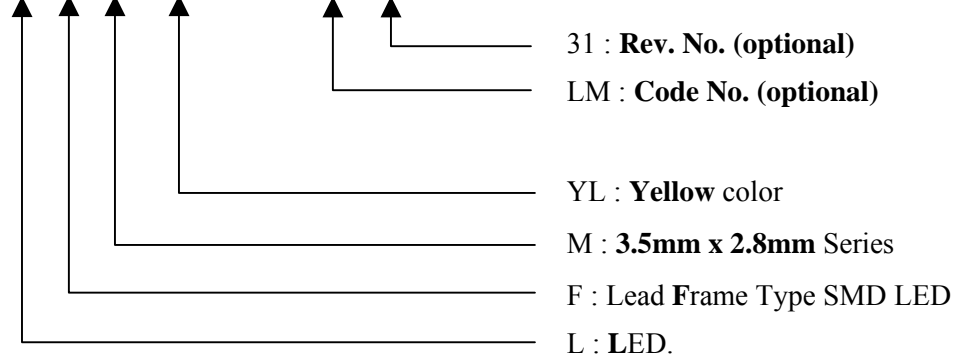 31 : Rev. No. (optional)
LM : Code No. (optional)
YL : Yellow color
M : 3.5mm x 2.8mm Series
F : Lead Frame Type SMD LED
L : LED.